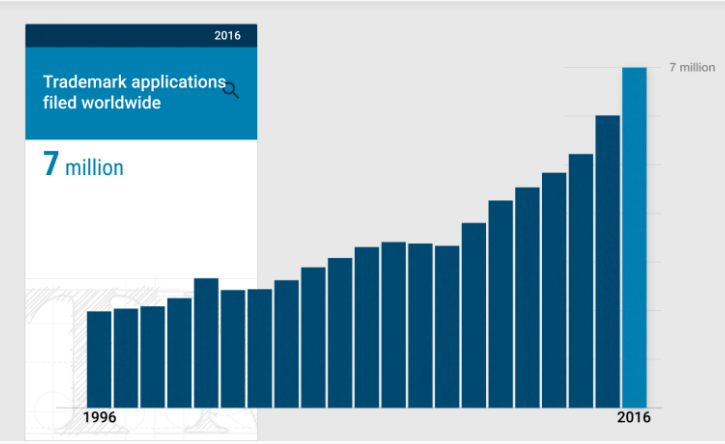 2016
Trademark applications
filed worldwide
7 million
7 million
1996
2016